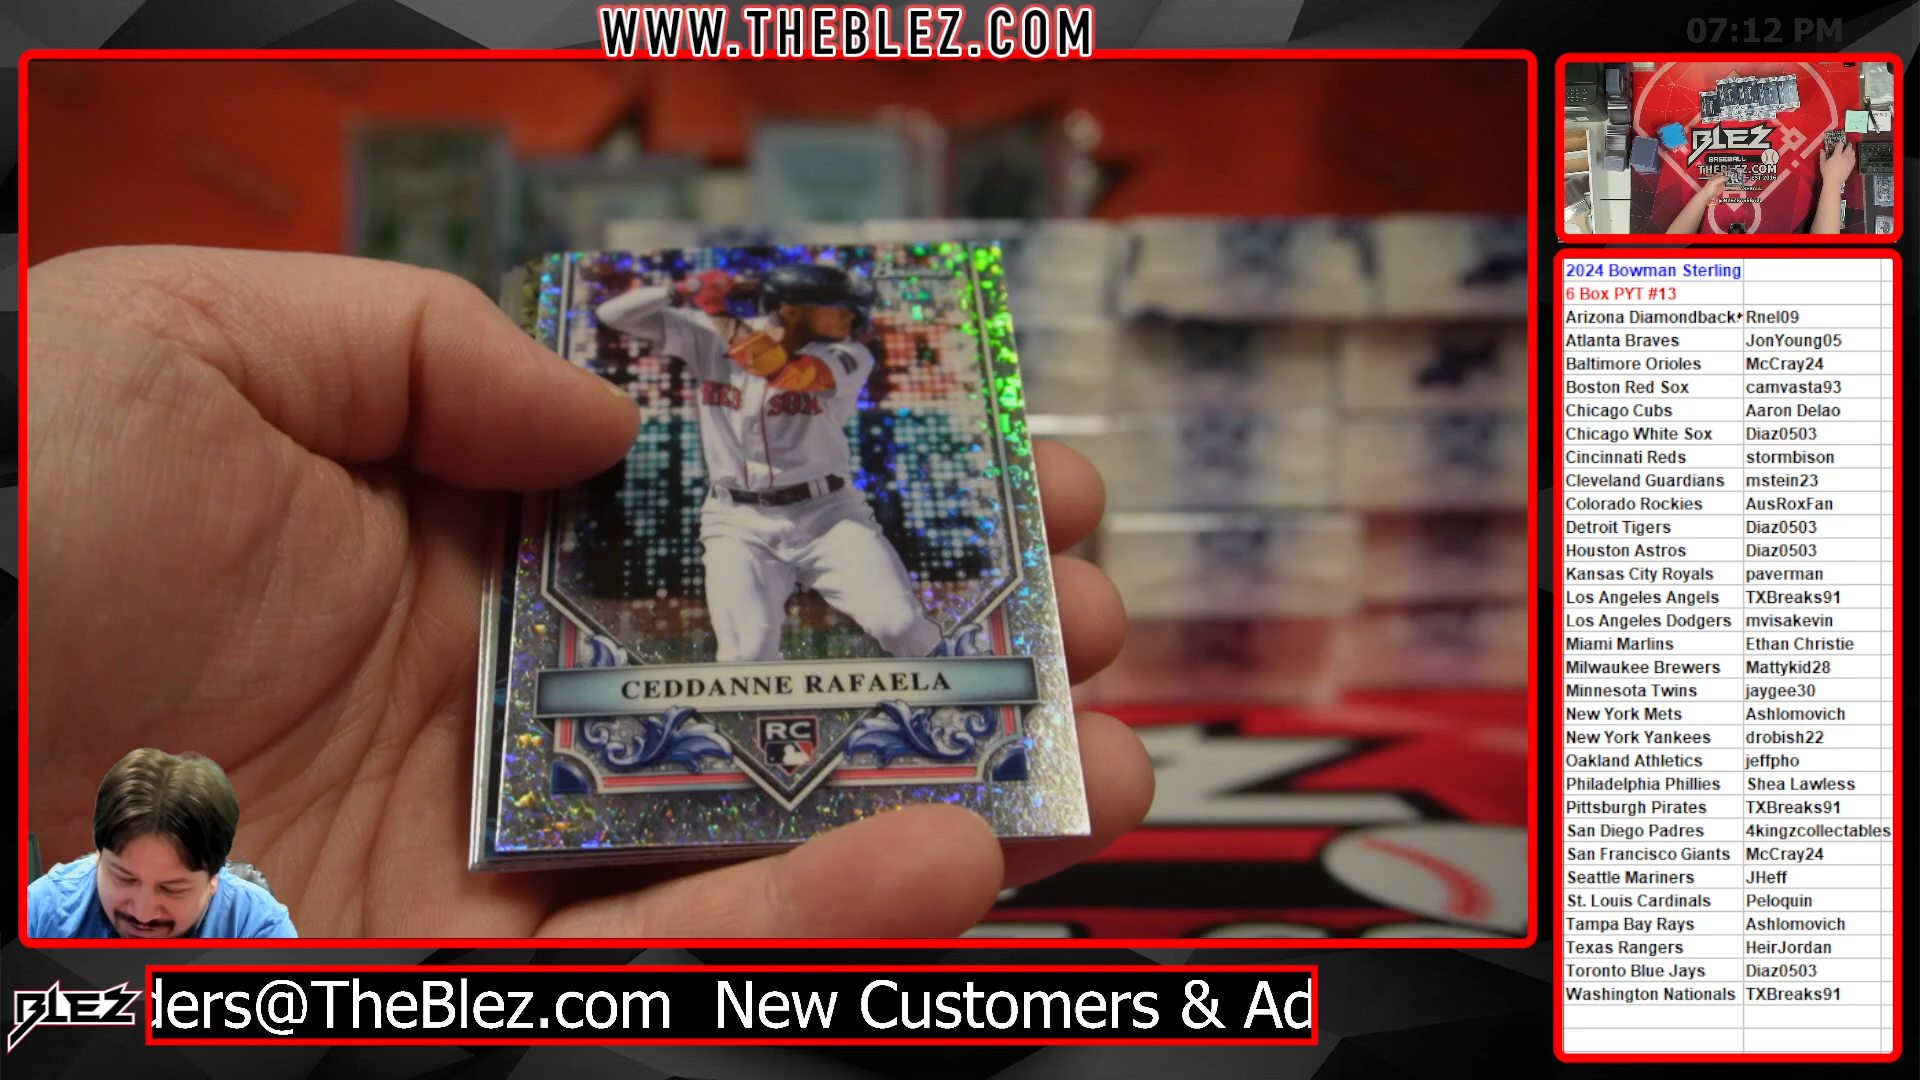 WWW.THEBLEZ.COM
07:12 PM
BLEZ
BASEBALL
THEBLEZ.COM
RED SOX
CEDDANNE RAFAELA
RC
2024 Bowman Sterling
6 Box PYT #13
Arizona Diamondback Rnel09
Atlanta Braves JonYoung05
Baltimore Orioles McCray24
Boston Red Sox camvasta93
Chicago Cubs Aaron Delao
Chicago White Sox Diaz0503
Cincinnati Reds stormbison
Cleveland Guardians mstein23
Colorado Rockies AusRoxFan
Detroit Tigers Diaz0503
Houston Astros Diaz0503
Kansas City Royals paverman
Los Angeles Angels TXBreaks91
Los Angeles Dodgers mvisakevin
Miami Marlins Ethan Christie
Milwaukee Brewers Mattykid28
Minnesota Twins jaygee30
New York Mets Ashlomovich
New York Yankees drobish22
Oakland Athletics jeffpho
Philadelphia Phillies Shea Lawless
Pittsburgh Pirates TXBreaks91
San Diego Padres 4kingzcollectables
San Francisco Giants McCray24
Seattle Mariners JHeff
St. Louis Cardinals Peloquin
Tampa Bay Rays Ashlomovich
Texas Rangers HeirJordan
Toronto Blue Jays Diaz0503
Washington Nationals TXBreaks91
BLEZ
ders@TheBlez.com New Customers & Ad